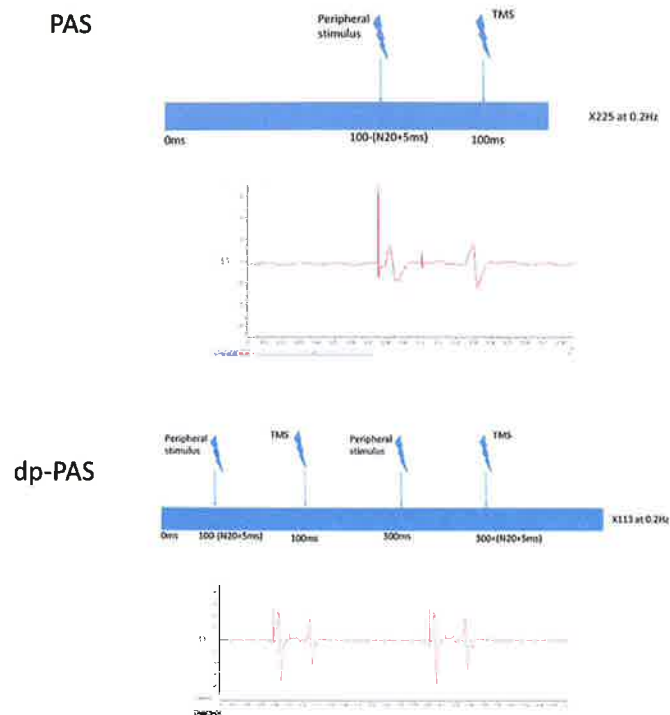 PAS
Peripheral
stimulus
TMS
X225 at 0.2Hz
0ms
100-(N20+5ms)
100ms
dp-PAS
Peripheral
stimulus
TMS
Peripheral
stimulus
TMS
X113 at 0.2Hz
0ms
100-(N20+5ms)
100ms
300ms
300+(N20+5ms)